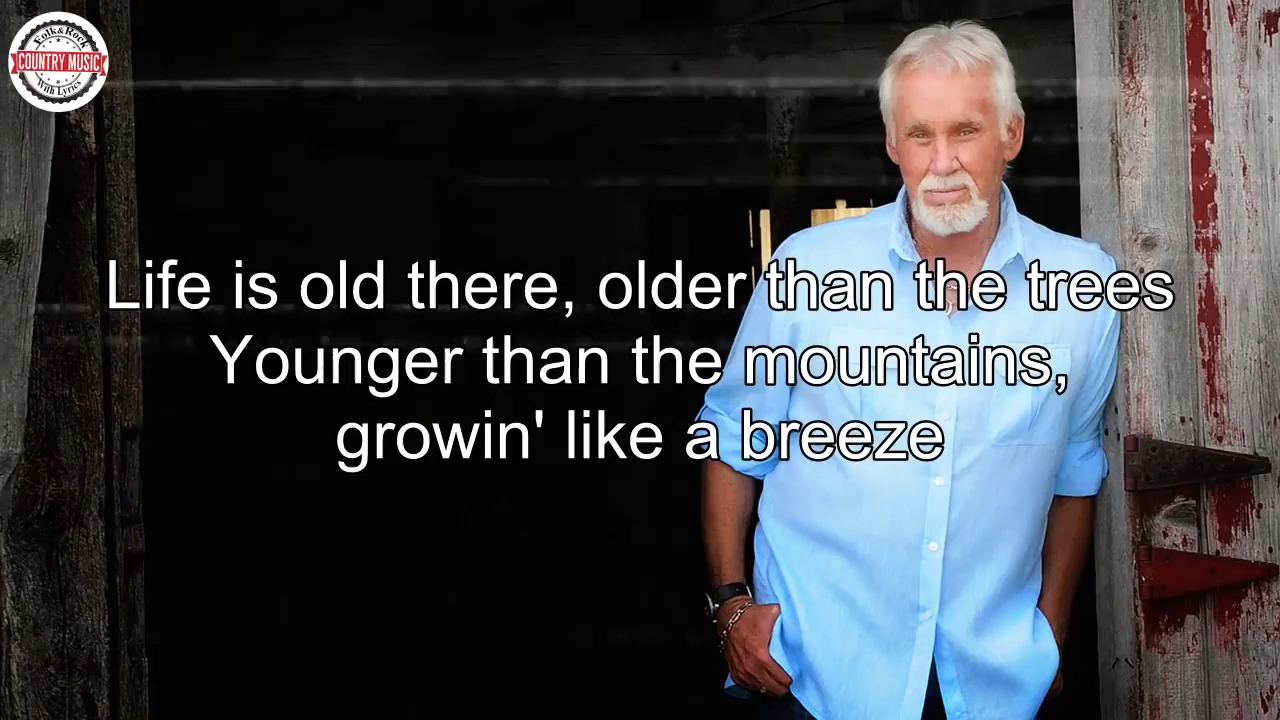 Folk&Rock
COUNTRY MUSIC
With Lyrics
Life is old there, older than the trees
Younger than the mountains,
growin' like a breeze